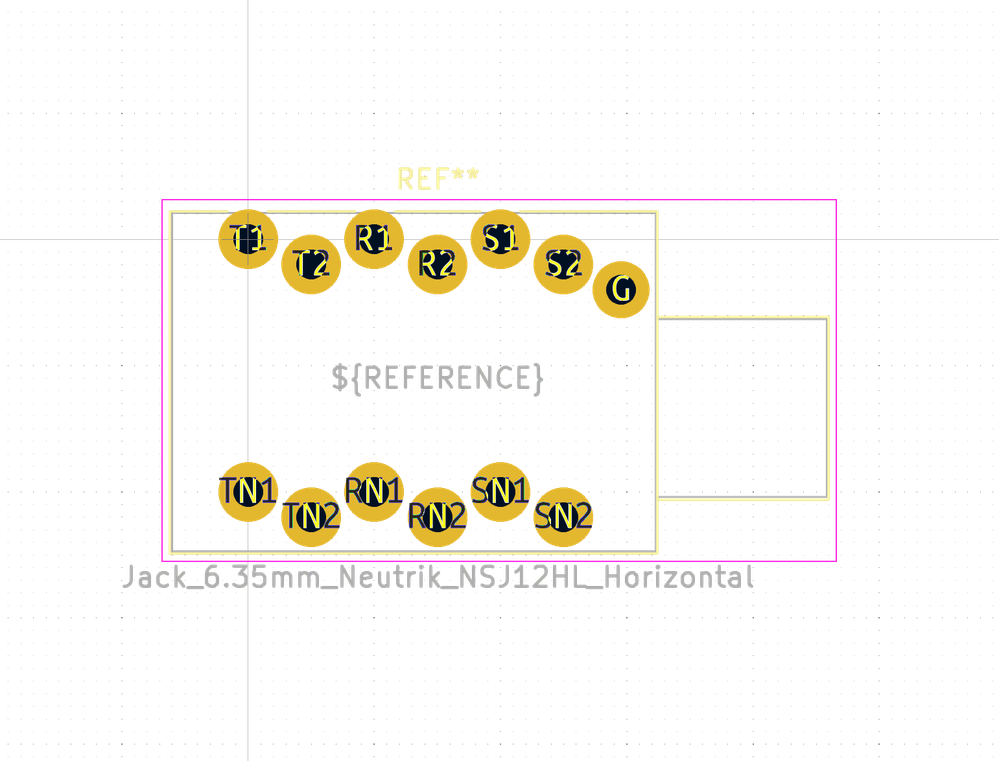 REF**
T1 R1 S1
T2 R2 S2
G
${REFERENCE}
TN1 RN1 SN1
TN2 RN2 SN2
Jack_6.35mm_Neutrik_NSJ12HL_Horizontal